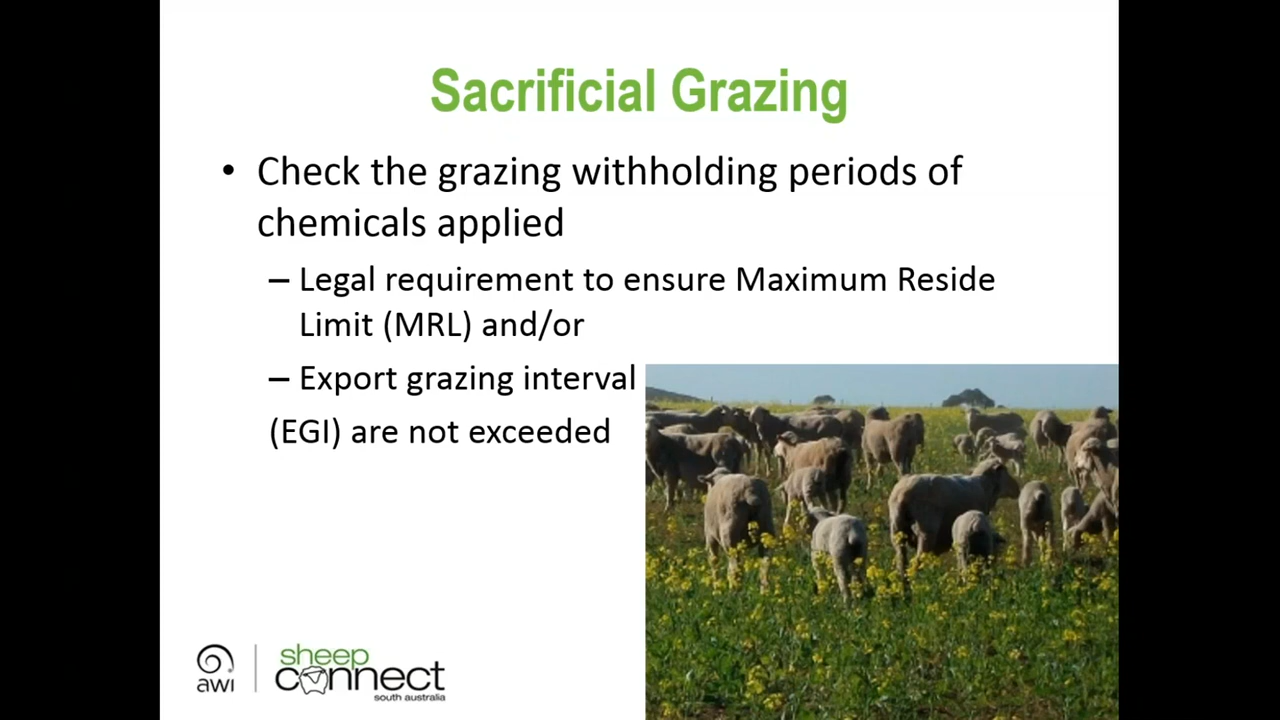 Sacrificial Grazing
• Check the grazing withholding periods of
chemicals applied
– Legal requirement to ensure Maximum Reside
Limit (MRL) and/or
– Export grazing interval
(EGI) are not exceeded
awi
sheep
connect
south australia